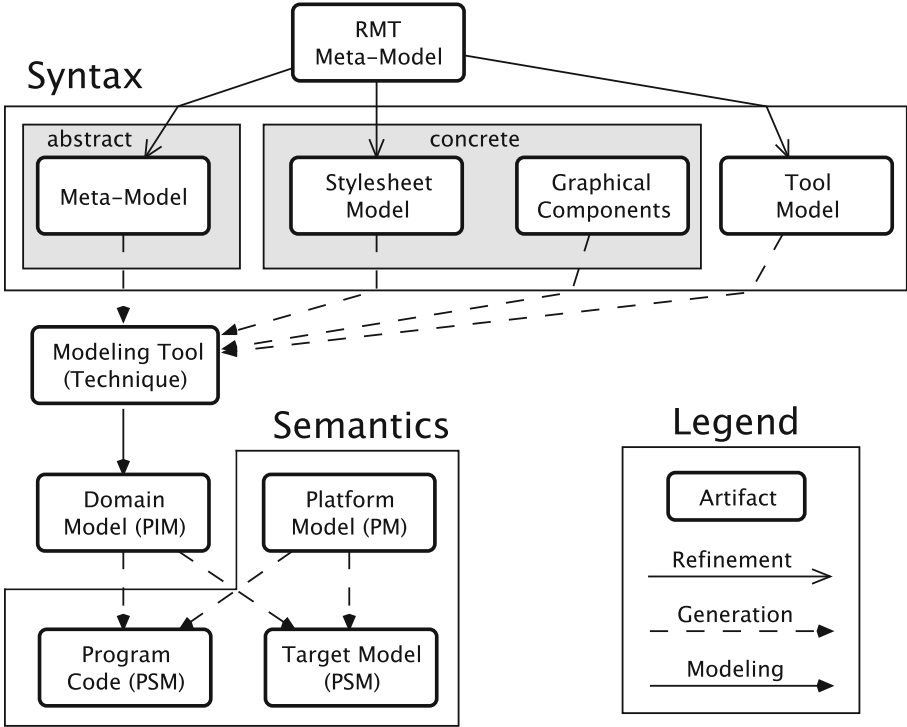 RMT
Meta-Model
Syntax
abstract
concrete
Meta-Model
Stylesheet
Model
Graphical
Components
Tool
Model
Modeling Tool
(Technique)
Semantics
Legend
Domain
Model (PIM)
Platform
Model (PM)
Artifact
Refinement
Generation
Modeling
Program
Code (PSM)
Target Model
(PSM)